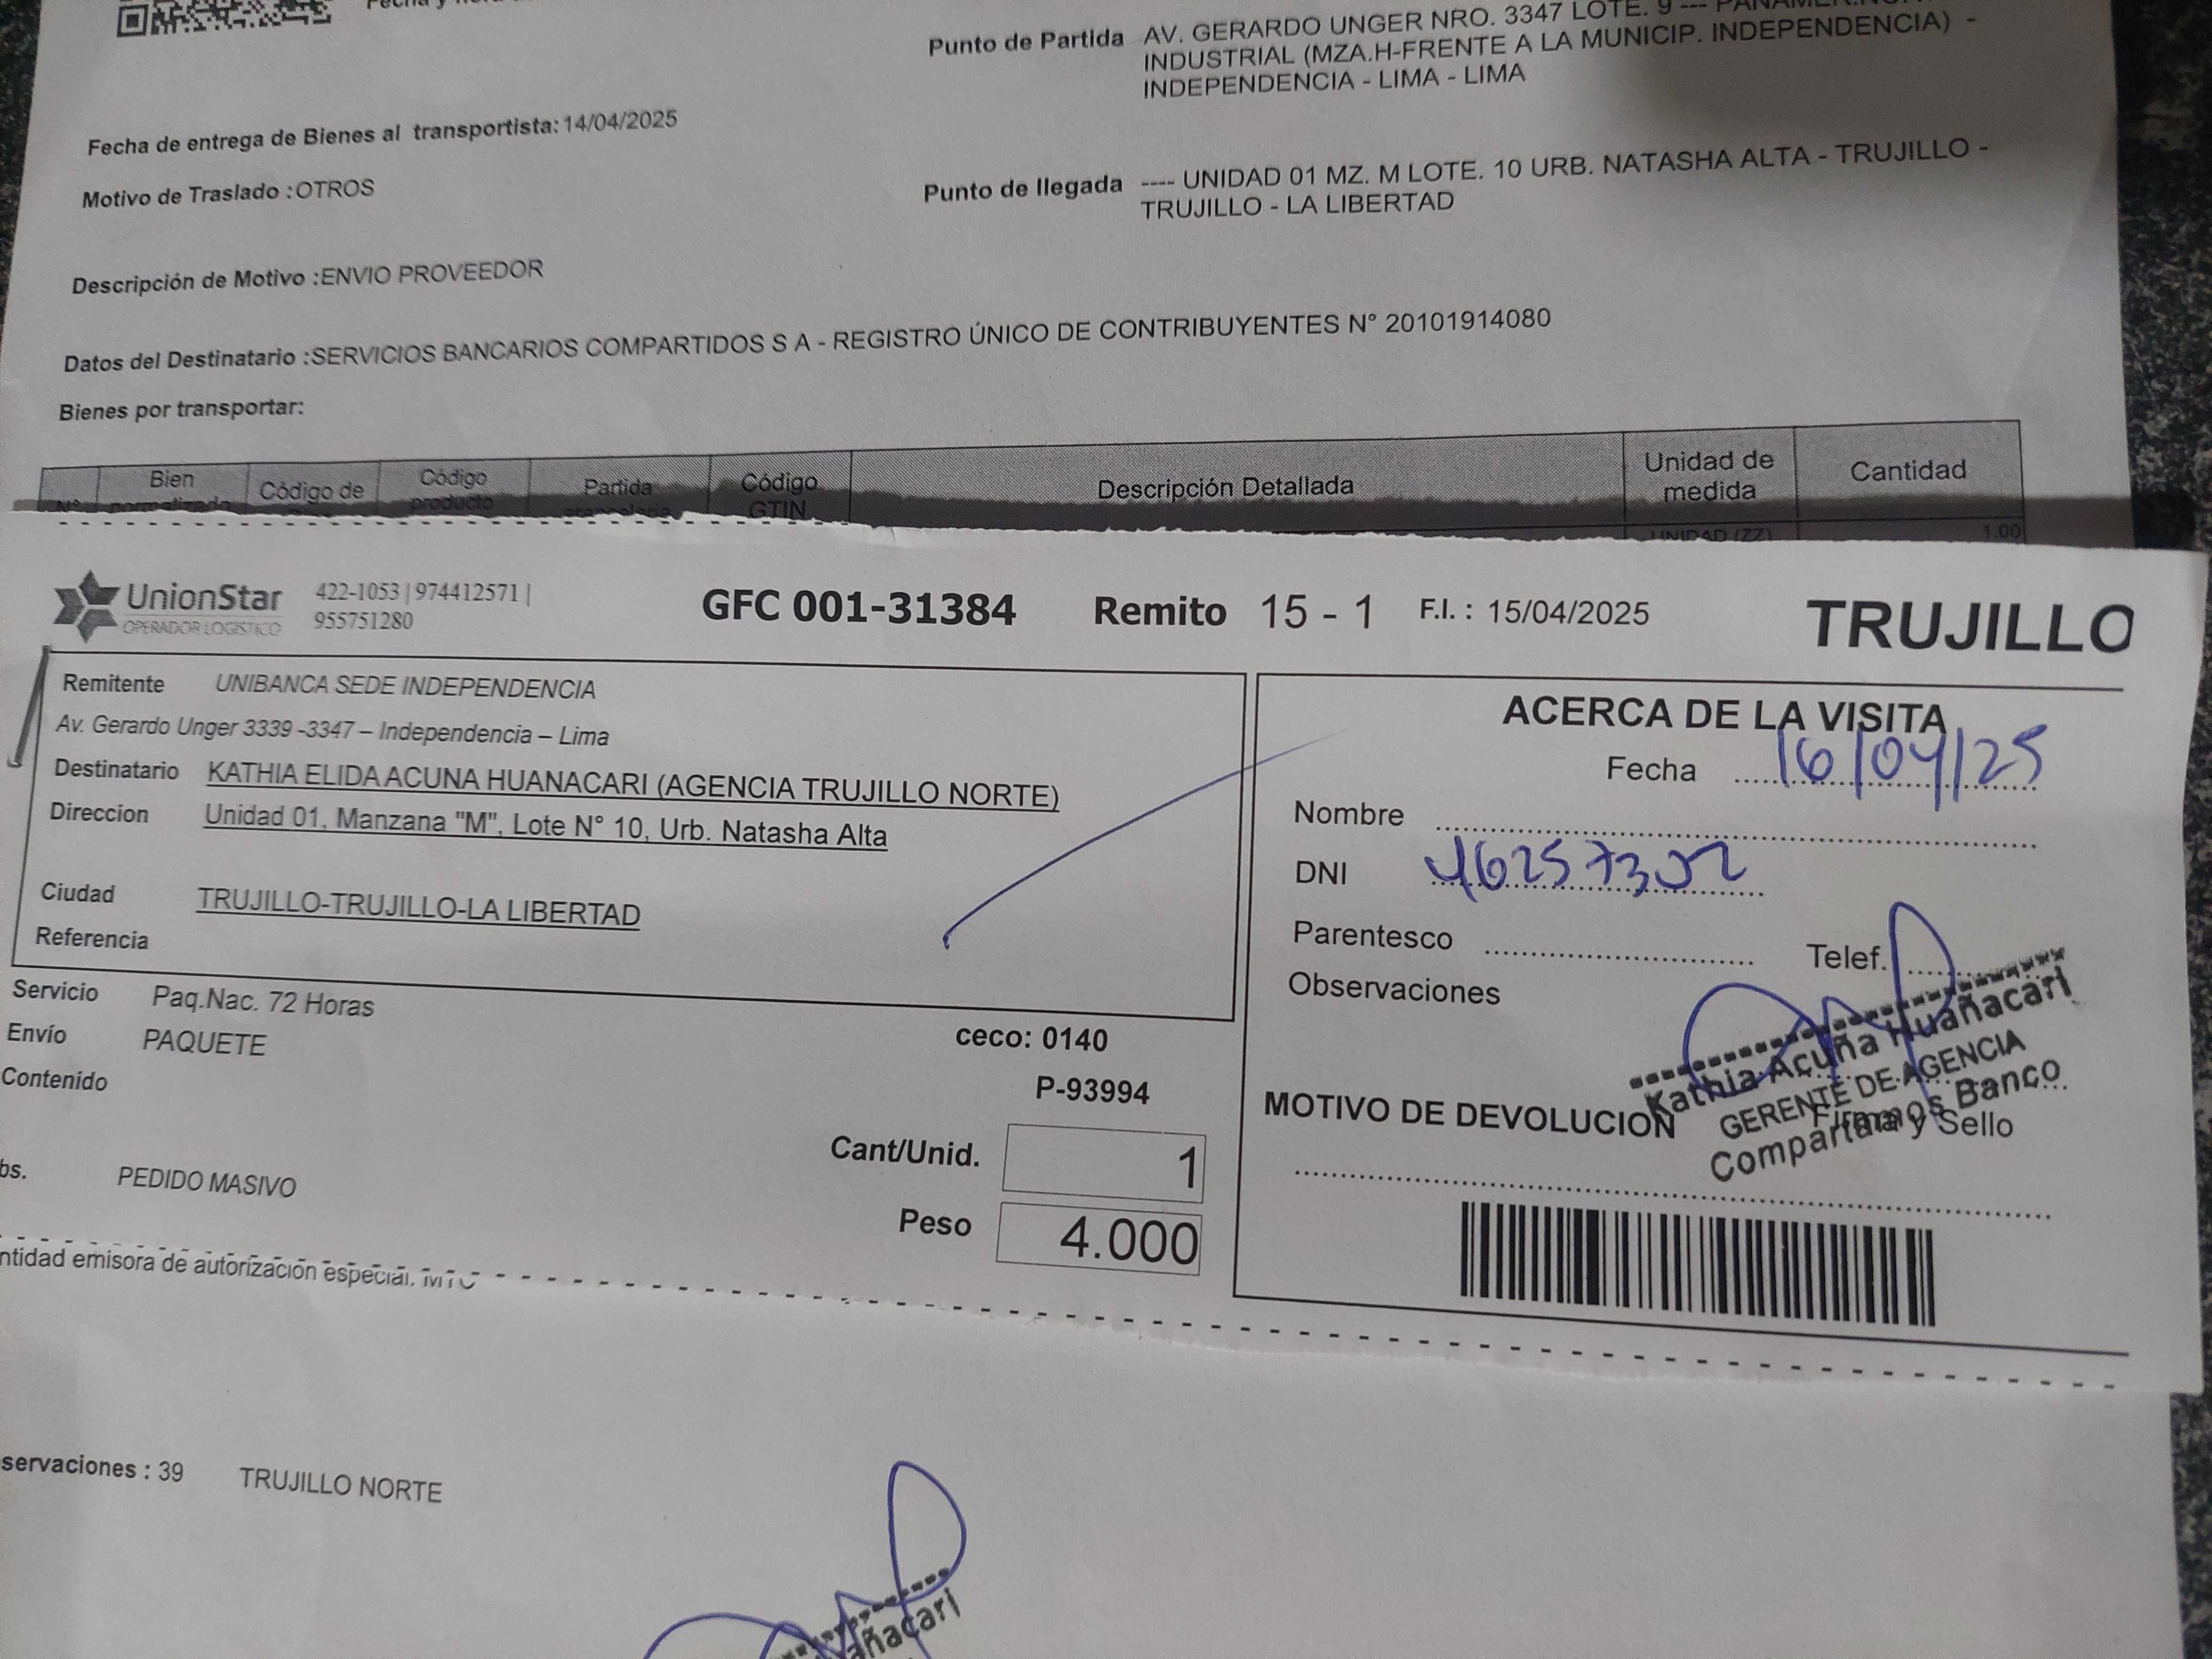 Punto de Partida AV. GERARDO UNGER NRO. 3347 LOTE. 9 ---
INDUSTRIAL (MZA.H-FRENTE A LA MUNICIP. INDEPENDENCIA) -
INDEPENDENCIA - LIMA - LIMA
Fecha de entrega de Bienes al transportista: 14/04/2025
Motivo de Traslado : OTROS
Punto de llegada ---- UNIDAD 01 MZ. M LOTE. 10 URB. NATASHA ALTA - TRUJILLO -
TRUJILLO - LA LIBERTAD
Descripción de Motivo : ENVIO PROVEEDOR
Datos del Destinatario : SERVICIOS BANCARIOS COMPARTIDOS S A - REGISTRO ÚNICO DE CONTRIBUYENTES N° 20101914080
Bienes por transportar:
N° Bien normalizado Código de Código producto Partida arancelaria Código GTIN Descripción Detallada Unidad de medida Cantidad
UNIDAD (ZZ) 1.00
UnionStar
OPERADOR LOGISTICO
422-1053 | 974412571 |
955751280
GFC 001-31384 Remito 15 - 1 F.I. : 15/04/2025 TRUJILLO
Remitente UNIBANCA SEDE INDEPENDENCIA
Av. Gerardo Unger 3339 -3347 – Independencia – Lima
Destinatario KATHIA ELIDA ACUNA HUANACARI (AGENCIA TRUJILLO NORTE)
Direccion Unidad 01, Manzana "M", Lote N° 10, Urb. Natasha Alta
Ciudad TRUJILLO-TRUJILLO-LA LIBERTAD
Referencia
Servicio Paq.Nac. 72 Horas
Envío PAQUETE
Contenido
ceco: 0140
P-93994
Cant/Unid. 1
Peso 4.000
bs. PEDIDO MASIVO
ACERCA DE LA VISITA
Fecha 16/04/25
Nombre
DNI 46257302
Parentesco
Telef.
Observaciones
Kathia Acuña Huañacari
GERENTE DE AGENCIA
Compartamos Banco
Firma y Sello
MOTIVO DE DEVOLUCION
ntidad emisora de autorización especial. MTC
servaciones : 39 TRUJILLO NORTE
añacari